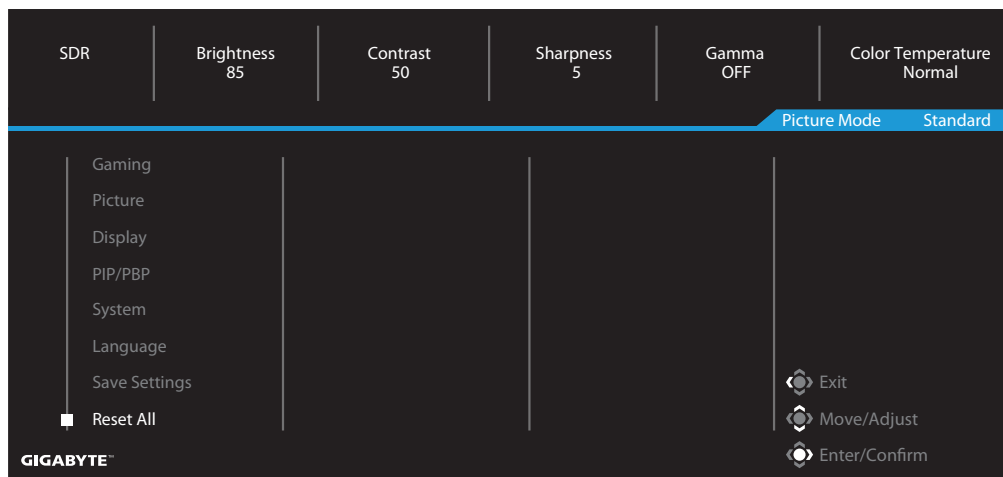 SDR
Brightness
85
Contrast
50
Sharpness
5
Gamma
OFF
Color Temperature
Normal
Picture Mode Standard
Gaming
Picture
Display
PIP/PBP
System
Language
Save Settings
Reset All
Exit
Move/Adjust
Enter/Confirm
GIGABYTE™